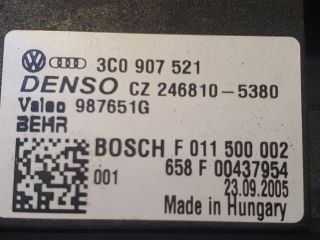 3C0 907 521
DENSO CZ 246810-5380
Valeo 987651G
BEHR
BOSCH F 011 500 002
658 F 00437954
001
23.09.2005
Made in Hungary